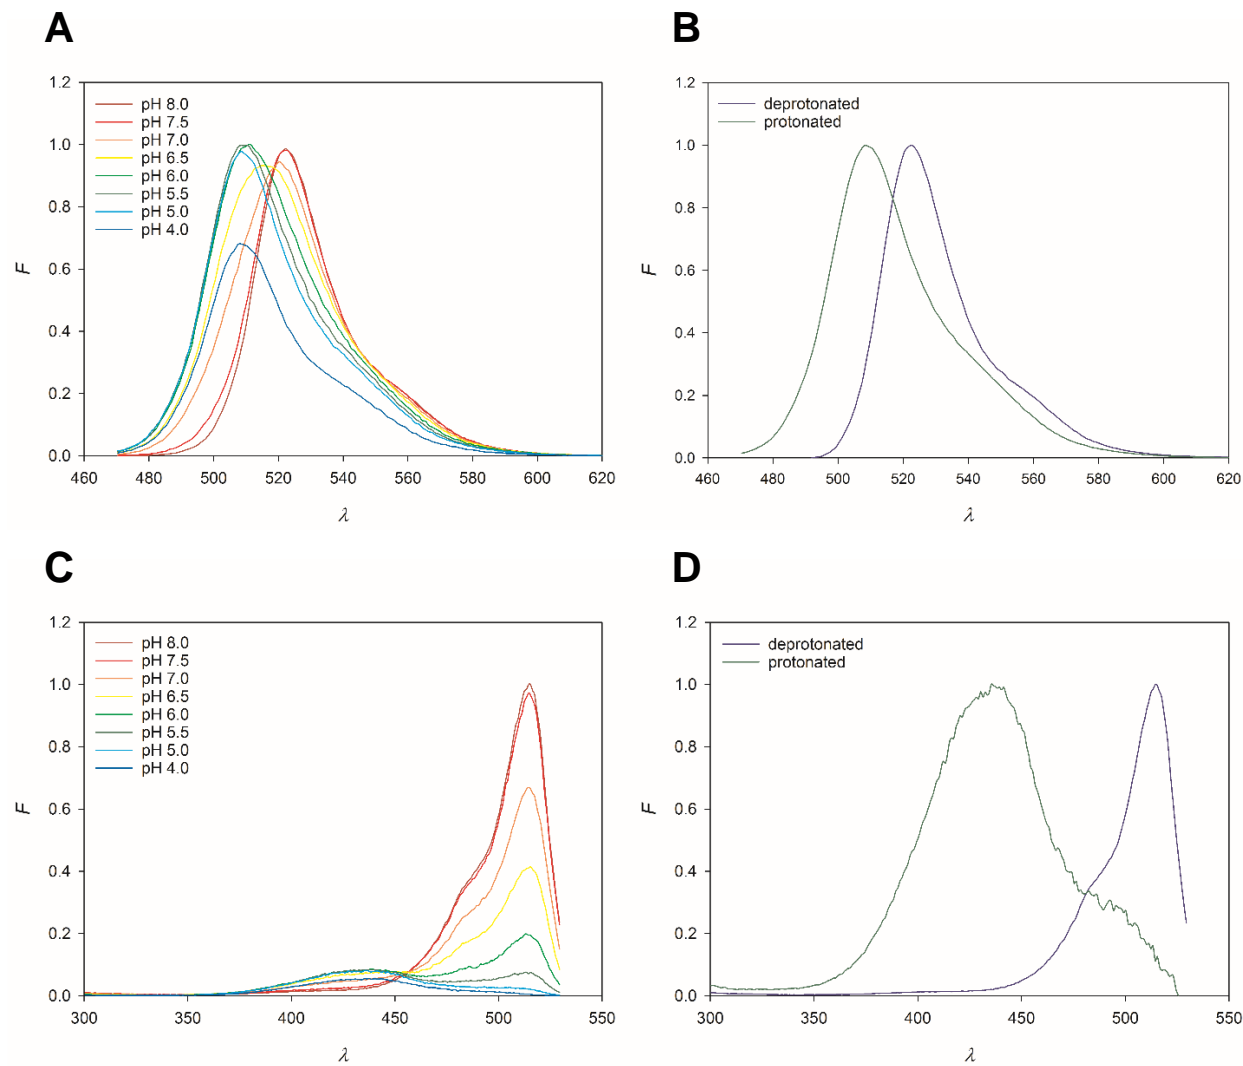 A
1.2
1.0
0.8
0.6
0.4
0.2
0.0
F
pH 8.0
pH 7.5
pH 7.0
pH 6.5
pH 6.0
pH 5.5
pH 5.0
pH 4.0
460 480 500 520 540 560 580 600 620
λ
B
1.2
1.0
0.8
0.6
0.4
0.2
0.0
F
deprotonated
protonated
460 480 500 520 540 560 580 600 620
λ
C
1.2
1.0
0.8
0.6
0.4
0.2
0.0
F
pH 8.0
pH 7.5
pH 7.0
pH 6.5
pH 6.0
pH 5.5
pH 5.0
pH 4.0
300 350 400 450 500 550
λ
D
1.2
1.0
0.8
0.6
0.4
0.2
0.0
F
deprotonated
protonated
300 350 400 450 500 550
λ